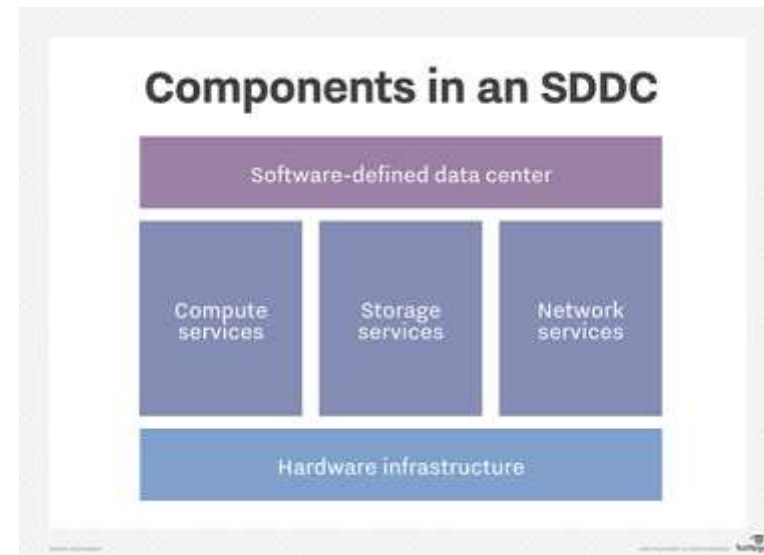 Components in an SDDC
Software-defined data center
Compute
services
Storage
services
Network
services
Hardware infrastructure